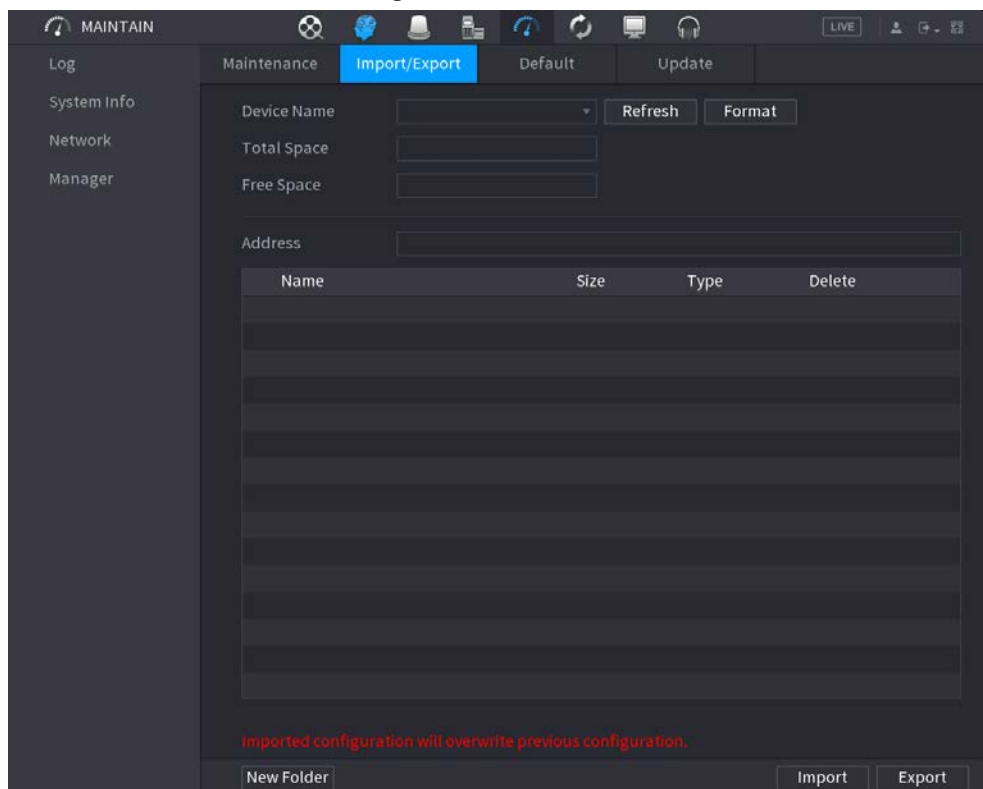 MAINTAIN LIVE
Log Maintenance Import/Export Default Update
System Info Device Name Refresh Format
Network Total Space
Manager Free Space
Address
Name Size Type Delete
Imported configuration will overwrite previous configuration.
New Folder Import Export